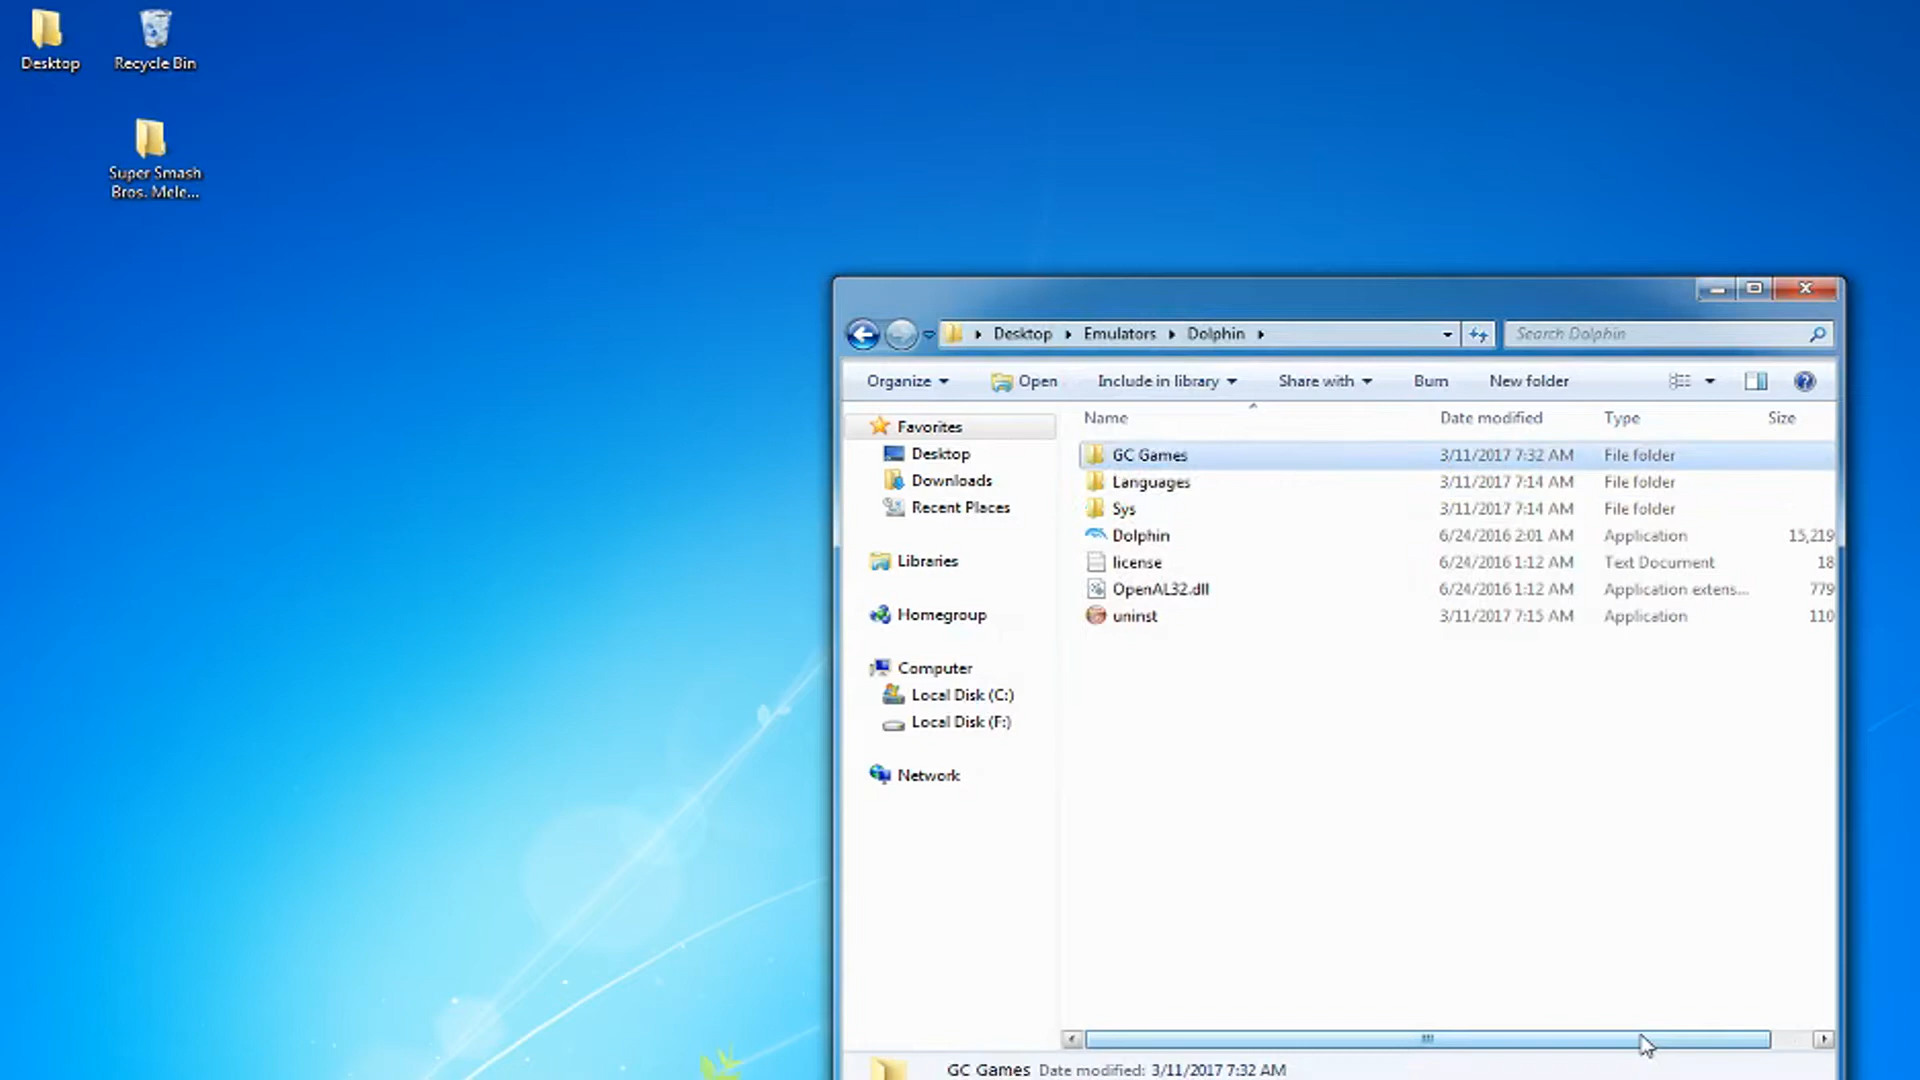 Desktop
Recycle Bin
Super Smash
Bros. Mele...
Desktop Emulators Dolphin
Search Dolphin
Organize Open Include in library Share with Burn New folder
Name Date modified Type Size
Favorites
Desktop
Downloads
Recent Places
Libraries
Homegroup
Computer
Local Disk (C:)
Local Disk (F:)
Network
GC Games 3/11/2017 7:32 AM File folder
Languages 3/11/2017 7:14 AM File folder
Sys 3/11/2017 7:14 AM File folder
Dolphin 6/24/2016 2:01 AM Application 15,219
license 6/24/2016 1:12 AM Text Document 18
OpenAL32.dll 6/24/2016 1:12 AM Application extens... 779
uninst 3/11/2017 7:15 AM Application 110
GC Games Date modified: 3/11/2017 7:32 AM